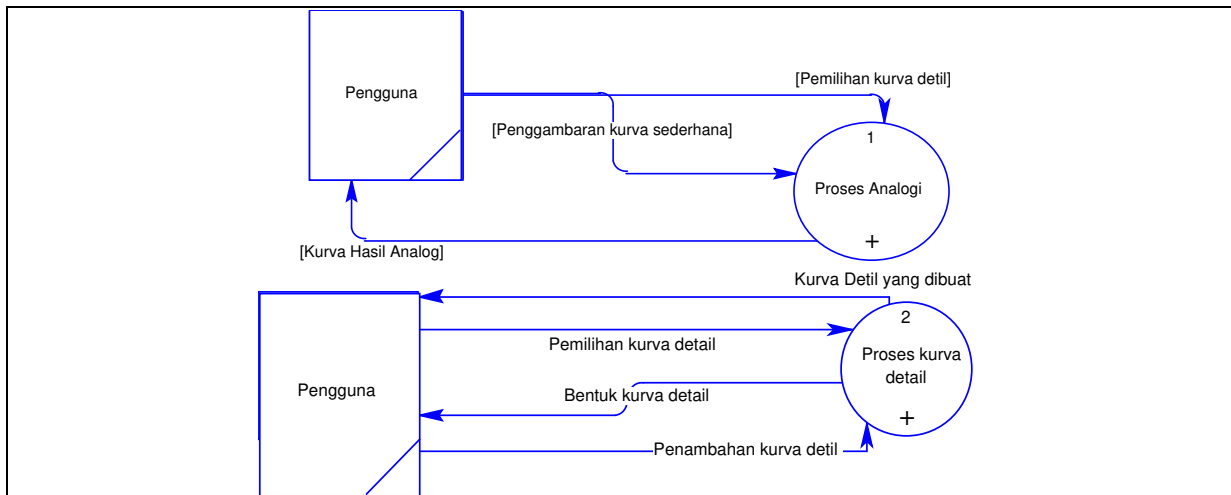 [Pemilihan kurva detil]
Pengguna
[Penggambaran kurva sederhana]
1
Proses Analogi
+
[Kurva Hasil Analog]
Kurva Detil yang dibuat
2
Pemilihan kurva detail
Proses kurva
detail
Pengguna
Bentuk kurva detail
+
Penambahan kurva detil